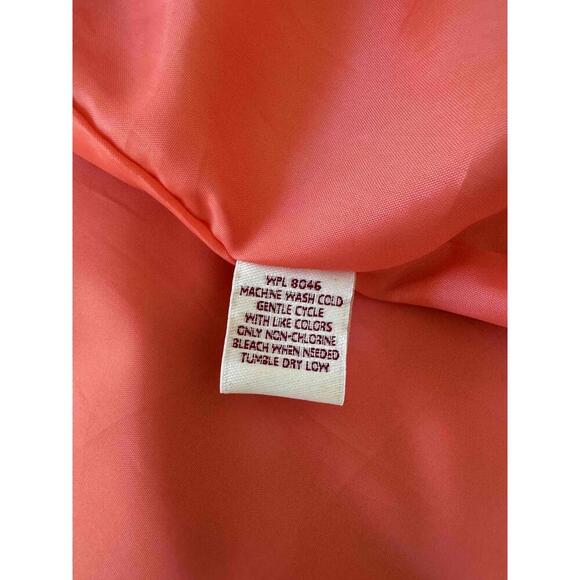 WPL 8046
MACHINE WASH COLD
GENTLE CYCLE
WITH LIKE COLORS
ONLY NON-CHLORINE
BLEACH WHEN NEEDED
TUMBLE DRY LOW